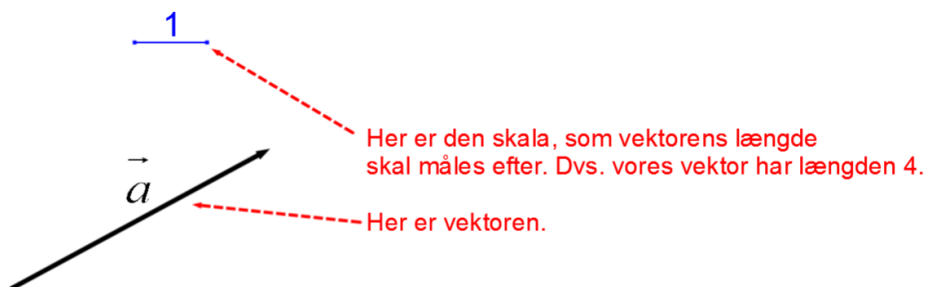 1
Her er den skala, som vektorens længde
skal måles efter. Dvs. vores vektor har længden 4.
a
Her er vektoren.